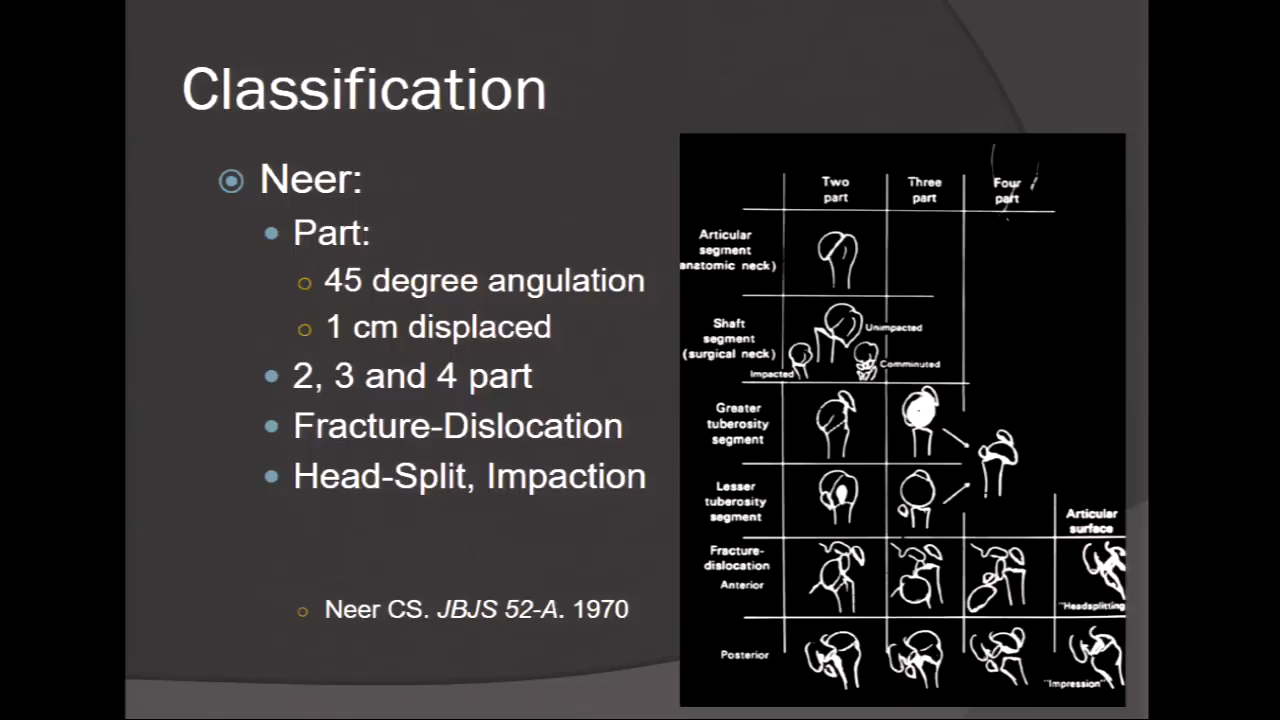 Classification
Neer:
Part:
45 degree angulation
1 cm displaced
2, 3 and 4 part
Fracture-Dislocation
Head-Split, Impaction
Neer CS. JBJS 52-A. 1970
Two
part
Three
part
Four
part
Articular
segment
anatomic neck)
Shaft
segment
(surgical neck)
Unimpacted
Impacted
Comminuted
Greater
tuberosity
segment
Lesser
tuberosity
segment
Articular
surface
Fracture-
dislocation
Anterior
"Headsplitting
Posterior
"Impression"